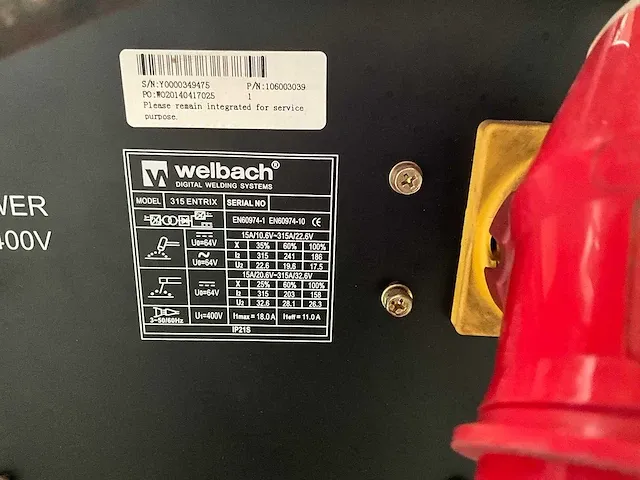 S/N:Y0000349475 P/N:106003039
PO:WO20140417025 1
Please remain integrated for service
purpose.
welbach®
DIGITAL WELDING SYSTEMS
MODEL 315 ENTRIX SERIAL NO
EN60974-1 EN60974-10 CE
15A/10.6V~315A/22.6V
U0=64V X 35% 60% 100%
I2 315 241 186
U0=64V U2 22.6 19.6 17.5
15A/20.6V~315A/32.6V
X 25% 60% 100%
U0=64V I2 315 203 158
U2 32.6 28.1 26.3
3~50/60Hz U1=400V Imax=18.0A Ieff=11.0A
IP21S
WER
400V